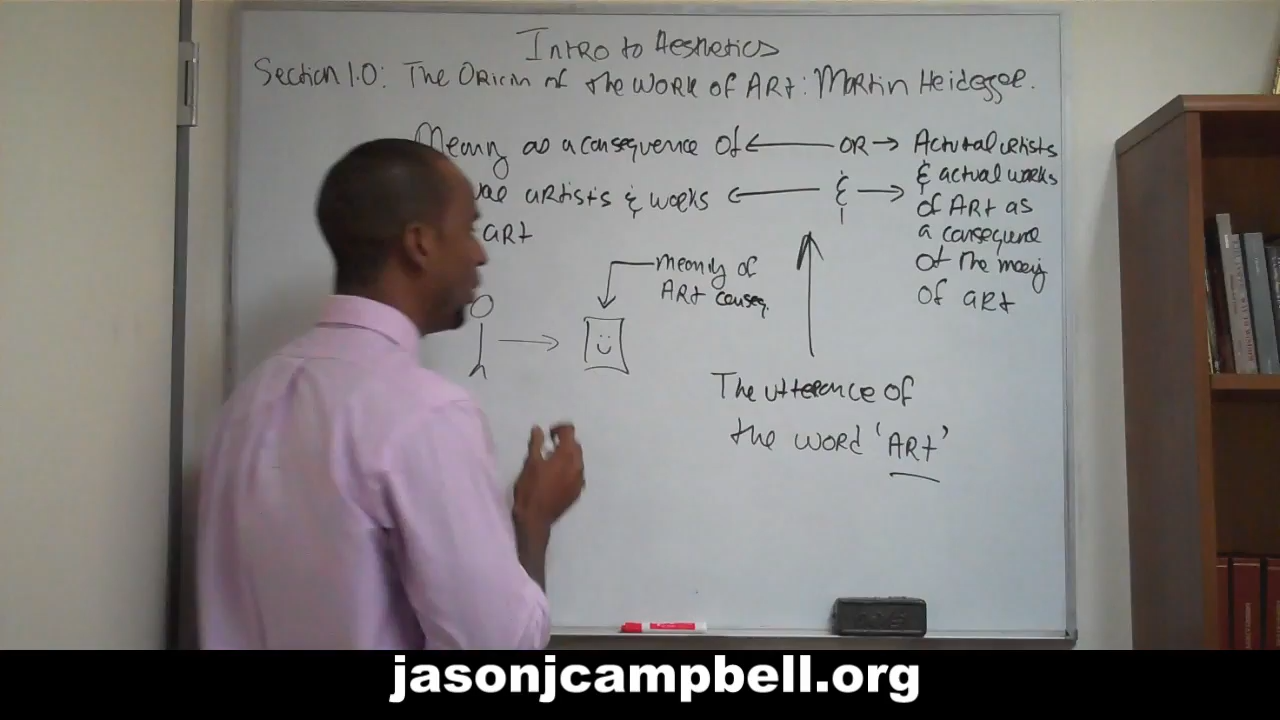 Intro to Aesthetics
Section 1.0: The Origin of the Work of Art: Martin Heidegger.
Meaning as a consequence of ← OR → Actutal artists
artists & works ← & → & actual works
art
of Art as
a consequence
of the meaing
of art
meaning of
Art conseq.
The utterance of
the word 'Art'
jasonjcampbell.org